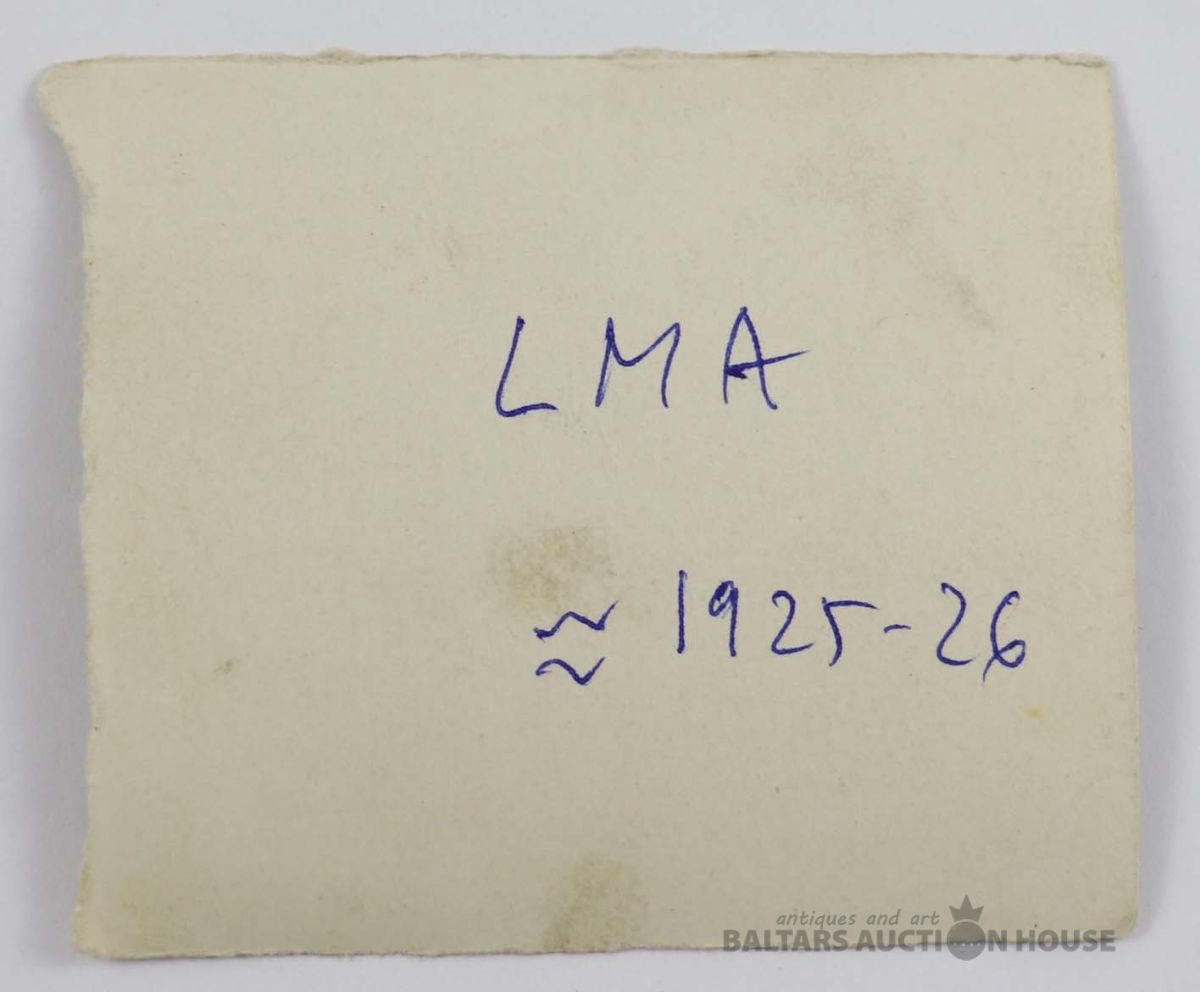 LMA
≈ 1925-26
antiques and art
BALTARS AUCTION HOUSE